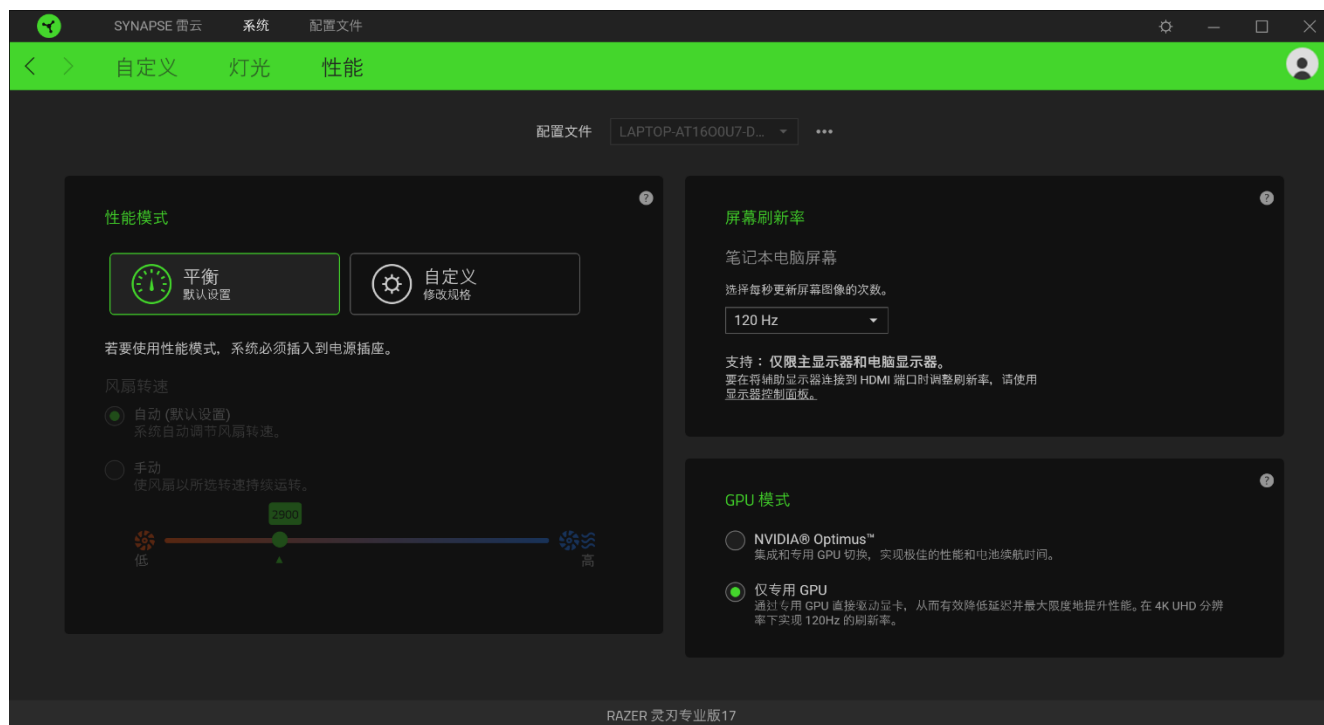 SYNAPSE 雷云 系统 配置文件
自定义 灯光 性能
配置文件 LAPTOP-AT16O0U7-D... •••
性能模式
平衡
默认设置
自定义
修改规格
若要使用性能模式，系统必须插入到电源插座。
风扇转速
自动 (默认设置)
系统自动调节风扇转速。
手动
使风扇以所选转速持续运转。
2900
低 高
屏幕刷新率
笔记本电脑屏幕
选择每秒更新屏幕图像的次数。
120 Hz
支持： 仅限主显示器和电脑显示器。
要在将辅助显示器连接到 HDMI 端口时调整刷新率，请使用
显示器控制面板。
GPU 模式
NVIDIA® Optimus™
集成和专用 GPU 切换，实现极佳的性能和电池续航时间。
仅专用 GPU
通过专用 GPU 直接驱动显卡，从而有效降低延迟并最大限度地提升性能。在 4K UHD 分辨
率下实现 120Hz 的刷新率。
RAZER 灵刃专业版17